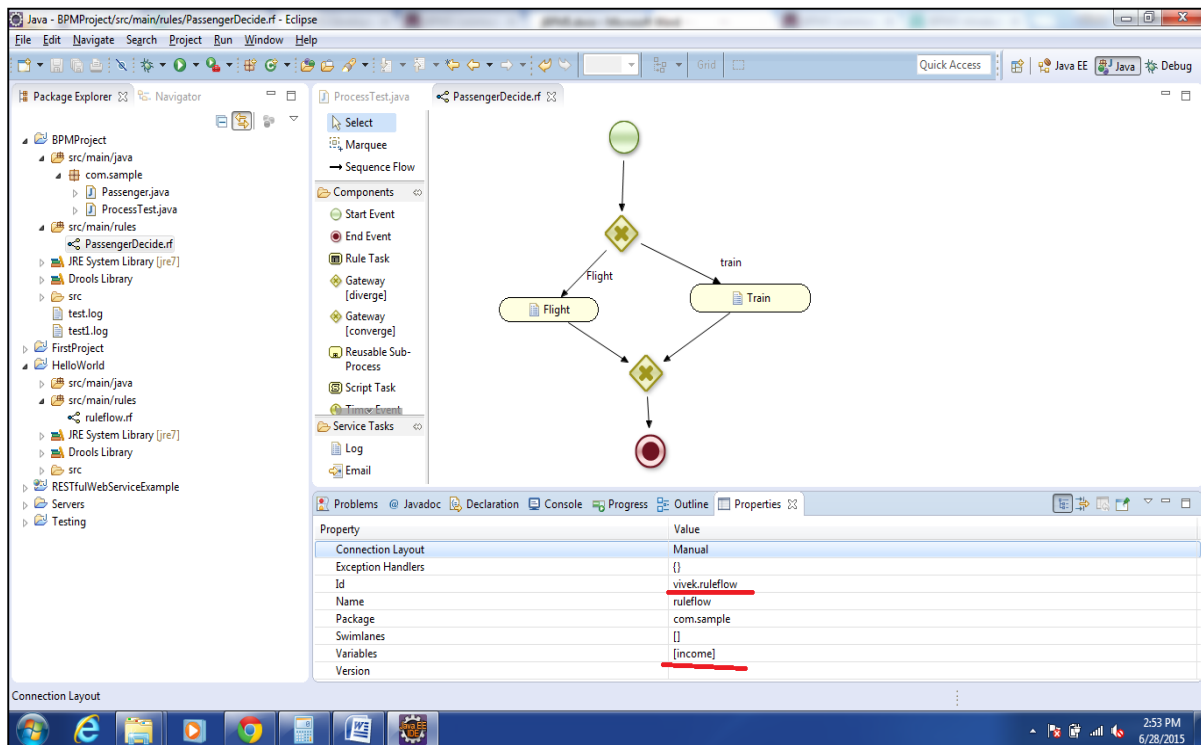 Java - BPMProject/src/main/rules/PassengerDecide.rf - Eclipse
File Edit Navigate Search Project Run Window Help
Grid
Quick Access
Java EE
Java
Debug
Package Explorer
Navigator
BPMProject
src/main/java
com.sample
Passenger.java
ProcessTest.java
src/main/rules
PassengerDecide.rf
JRE System Library [jre7]
Drools Library
src
test.log
test1.log
FirstProject
HelloWorld
src/main/java
src/main/rules
ruleflow.rf
JRE System Library [jre7]
Drools Library
src
RESTfulWebServiceExample
Servers
Testing
ProcessTest.java
PassengerDecide.rf
Select
Marquee
Sequence Flow
Components
Start Event
End Event
Rule Task
Gateway
[diverge]
Gateway
[converge]
Reusable Sub-
Process
Script Task
Timer Event
Service Tasks
Log
Email
Flight
train
Flight
Train
Problems @ Javadoc Declaration Console Progress Outline Properties
Property Value
Connection Layout Manual
Exception Handlers {}
Id vivek.ruleflow
Name ruleflow
Package com.sample
Swimlanes []
Variables [income]
Version
Connection Layout
2:53 PM
6/28/2015